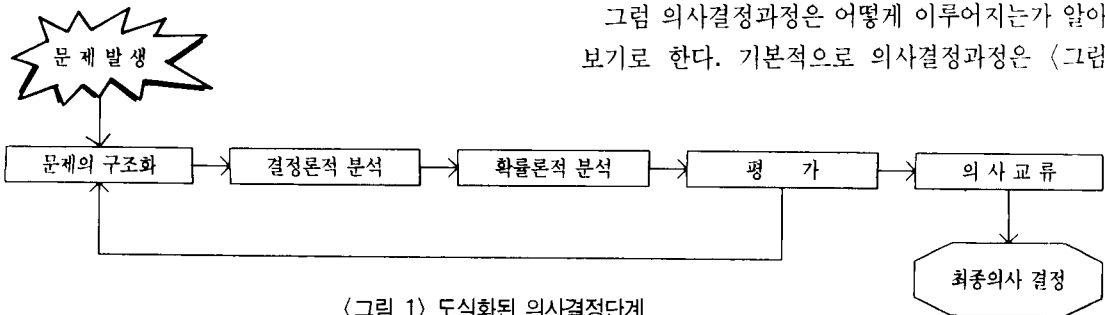 그럼 의사결정과정은 어떻게 이루어지는가 알아
보기로 한다. 기본적으로 의사결정과정은 〈그림
문 제 발 생
문제의 구조화
결정론적 분석
확률론적 분석
평 가
의 사 교 류
최종의사 결정
〈그림 1〉 도식화된 의사결정단계